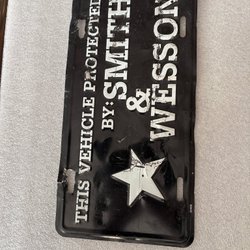 THIS VEHICLE PROTECTED
BY: SMITH
&
WESSON